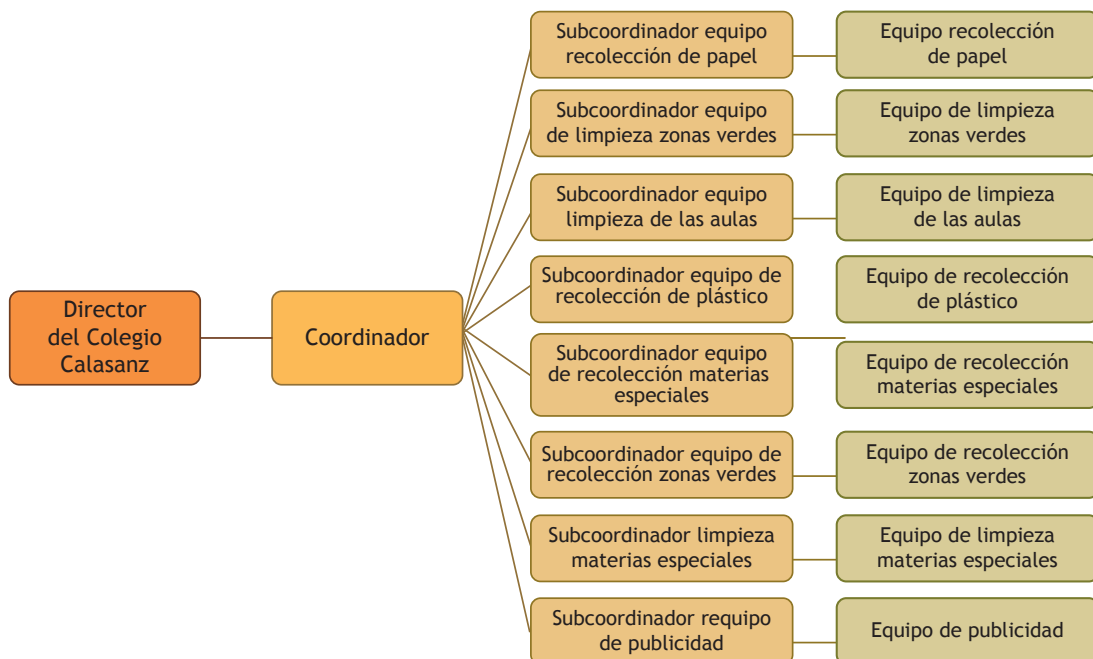 Director
del Colegio
Calasanz
Coordinador
Subcoordinador equipo
recolección de papel
Equipo recolección
de papel
Subcoordinador equipo
de limpieza zonas verdes
Equipo de limpieza
zonas verdes
Subcoordinador equipo
limpieza de las aulas
Equipo de limpieza
de las aulas
Subcoordinador equipo de
recolección de plástico
Equipo de recolección
de plástico
Subcoordinador equipo
de recolección materias
especiales
Equipo de recolección
materias especiales
Subcoordinador equipo de
recolección zonas verdes
Equipo de recolección
zonas verdes
Subcoordinador limpieza
materias especiales
Equipo de limpieza
materias especiales
Subcoordinador requipo
de publicidad
Equipo de publicidad